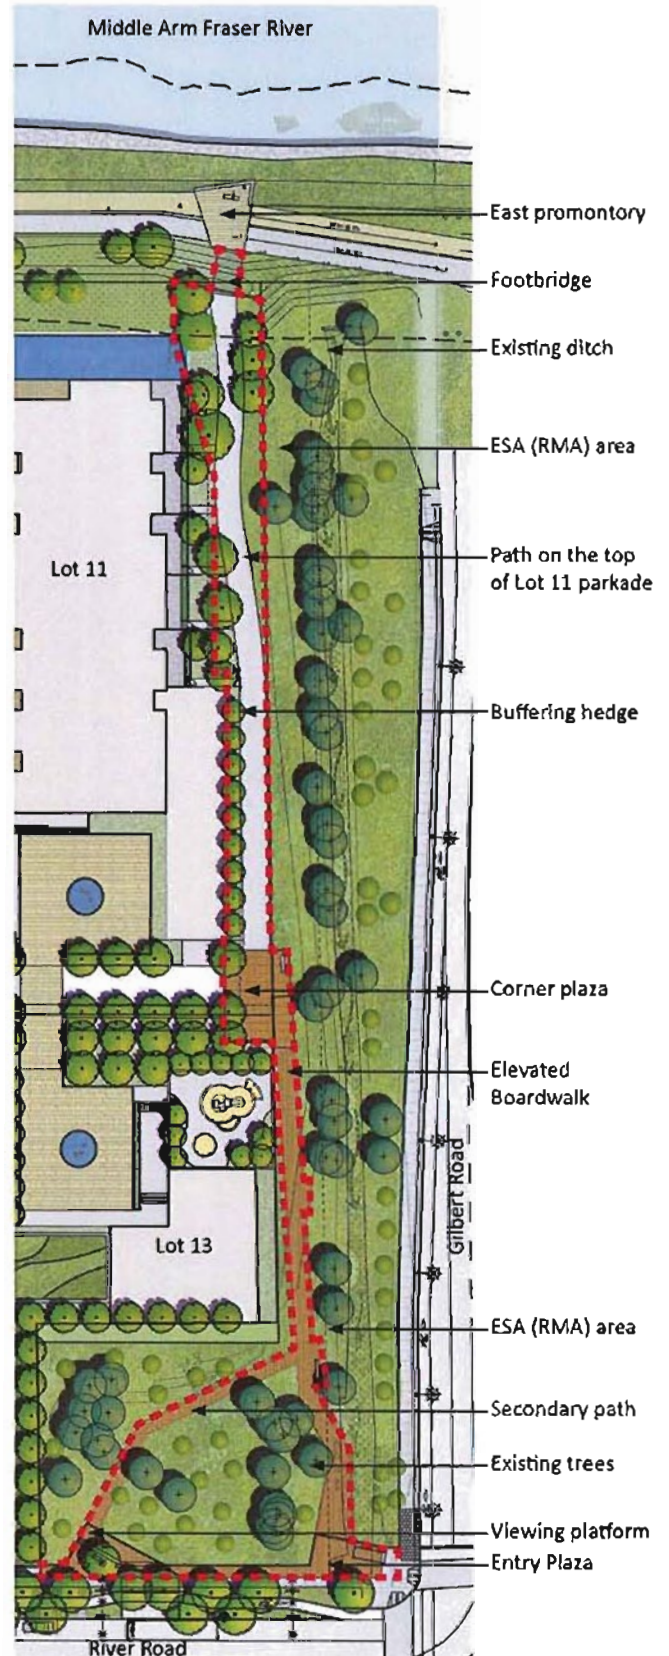 Middle Arm Fraser River
East promontory
Footbridge
Existing ditch
ESA (RMA) area
Path on the top
of Lot 11 parkade
Lot 11
Buffering hedge
Corner plaza
Elevated
Boardwalk
Gilbert Road
Lot 13
ESA (RMA) area
Secondary path
Existing trees
Viewing platform
Entry Plaza
River Road